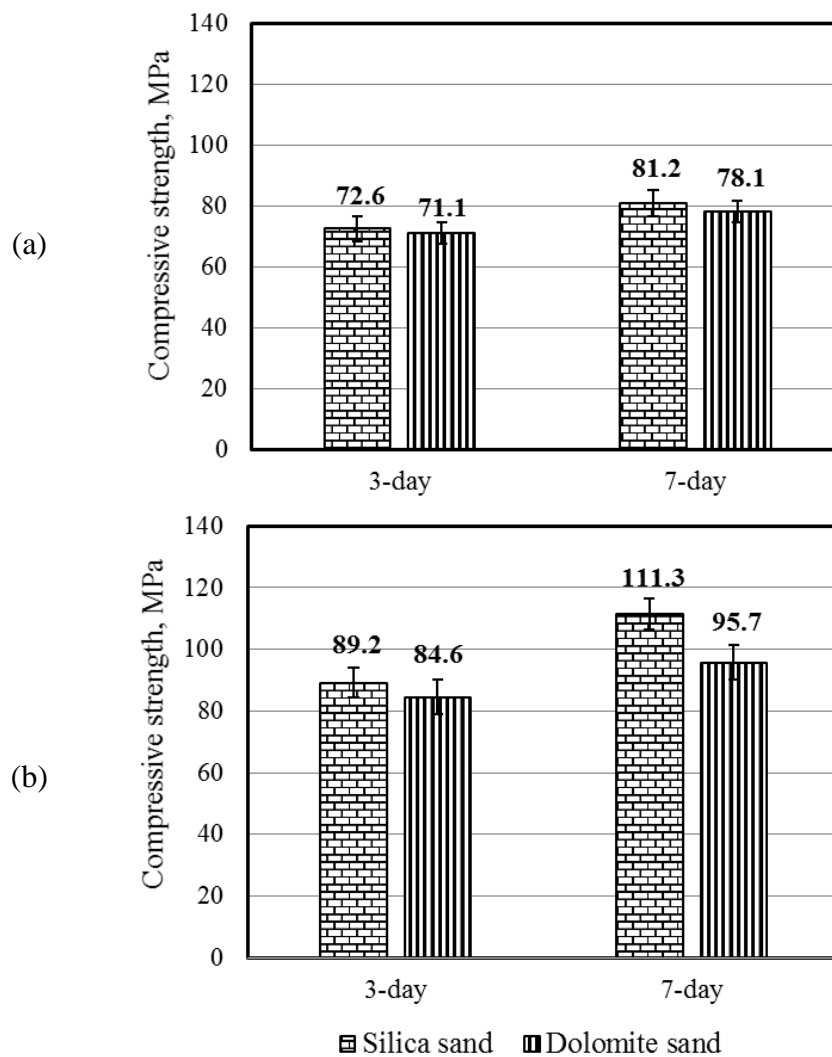 (a)
Compressive strength, MPa
140
120
100
80
60
40
20
0
72.6
71.1
81.2
78.1
3-day
7-day
(b)
Compressive strength, MPa
140
120
100
80
60
40
20
0
89.2
84.6
111.3
95.7
3-day
7-day
Silica sand
Dolomite sand